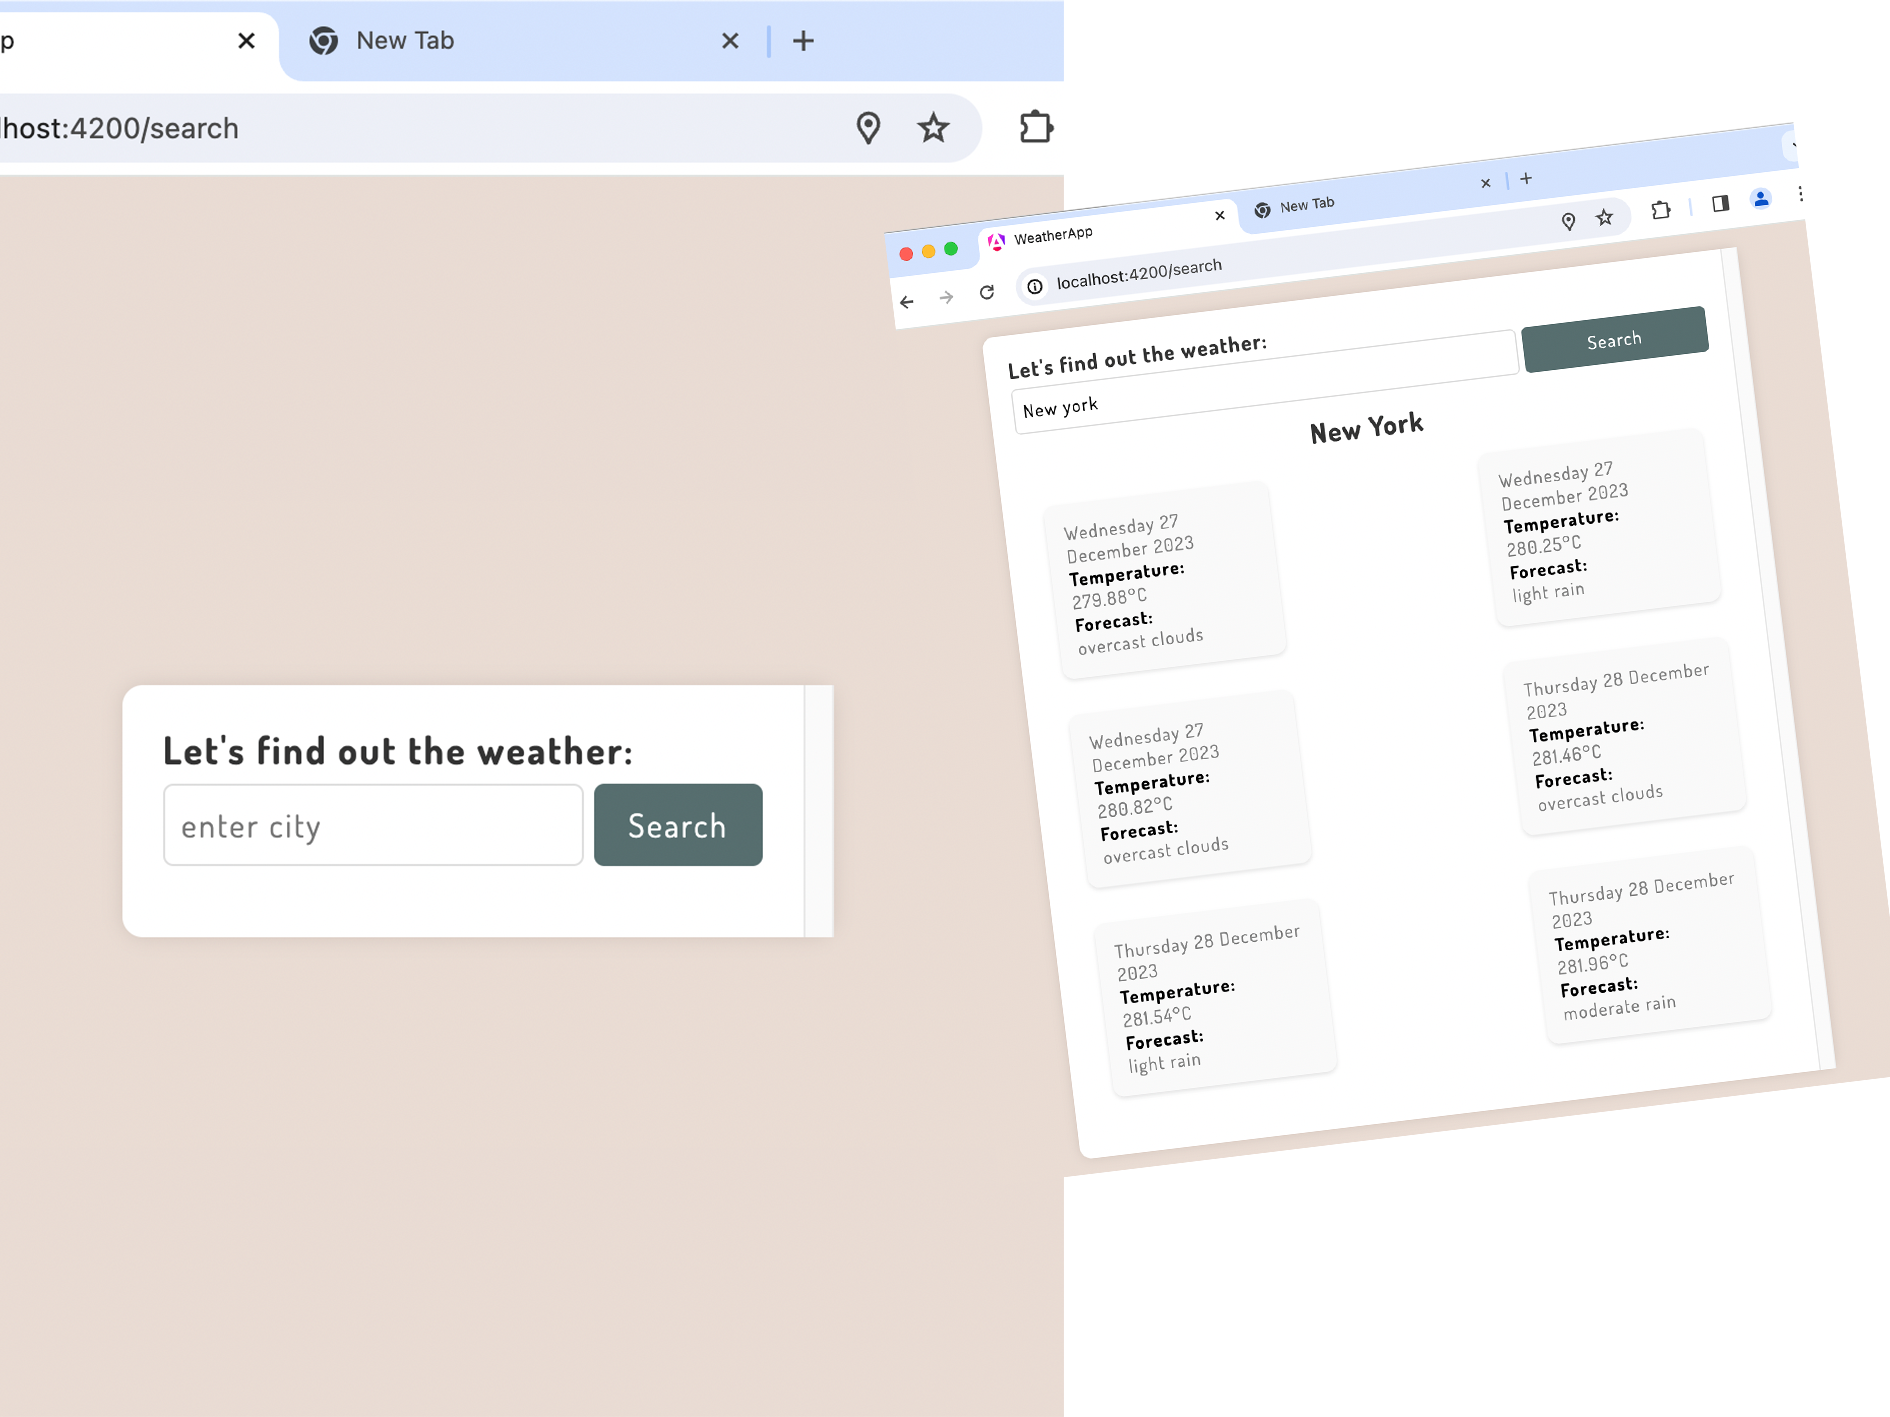 p
New Tab
lhost:4200/search
Let's find out the weather:
enter city
Search
WeatherApp
New Tab
localhost:4200/search
Let's find out the weather:
New york
Search
New York
Wednesday 27
December 2023
Temperature:
279.88°C
Forecast:
overcast clouds
Wednesday 27
December 2023
Temperature:
280.25°C
Forecast:
light rain
Wednesday 27
December 2023
Temperature:
280.82°C
Forecast:
overcast clouds
Thursday 28 December
2023
Temperature:
281.46°C
Forecast:
overcast clouds
Thursday 28 December
2023
Temperature:
281.54°C
Forecast:
light rain
Thursday 28 December
2023
Temperature:
281.96°C
Forecast:
moderate rain